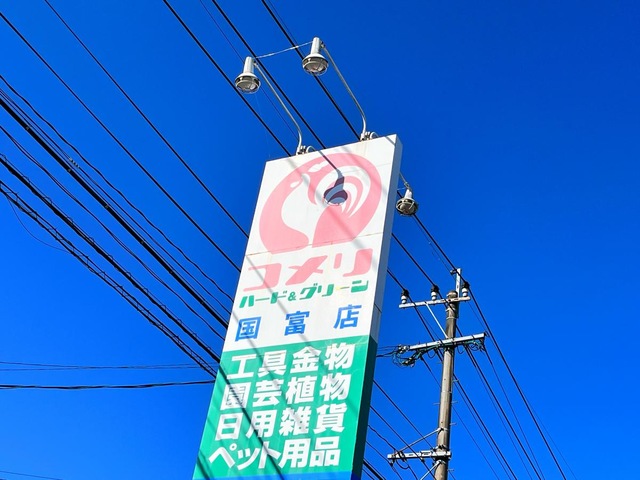 コメリ
ハード&グリーン
国富店
工具金物
園芸植物
日用雑貨
ペット用品